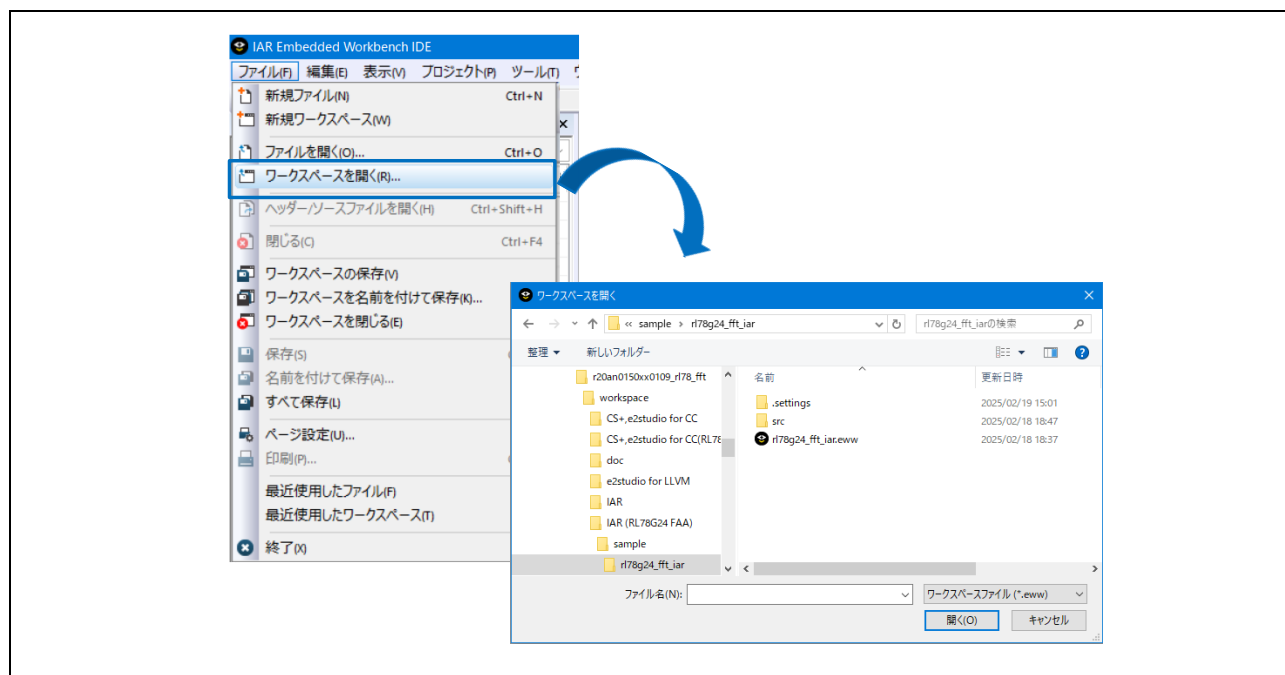 IAR Embedded Workbench IDE
ファイル(F) 編集(E) 表示(V) プロジェクト(P) ツール(T)
新規ファイル(N) Ctrl+N
新規ワークスペース(W)
ファイルを開く(O)... Ctrl+O
ワークスペースを開く(R)...
ヘッダー/ソースファイルを開く(H) Ctrl+Shift+H
閉じる(C) Ctrl+F4
ワークスペースの保存(V)
ワークスペースを名前を付けて保存(K)...
ワークスペースを閉じる(E)
保存(S)
名前を付けて保存(A)...
すべて保存(L)
ページ設定(U)...
印刷(P)...
最近使用したファイル(F)
最近使用したワークスペース(T)
終了(X)
ワークスペースを開く
« sample › rl78g24_fft_iar rl78g24_fft_iarの検索
整理 新しいフォルダー
r20an0150xx0109_rl78_fft
workspace
CS+,e2studio for CC
CS+,e2studio for CC(RL78
doc
e2studio for LLVM
IAR
IAR (RL78G24 FAA)
sample
rl78g24_fft_iar
名前 更新日時
.settings 2025/02/19 15:01
src 2025/02/18 18:47
rl78g24_fft_iar.eww 2025/02/18 18:37
ファイル名(N): ワークスペースファイル (*.eww)
開く(O) キャンセル